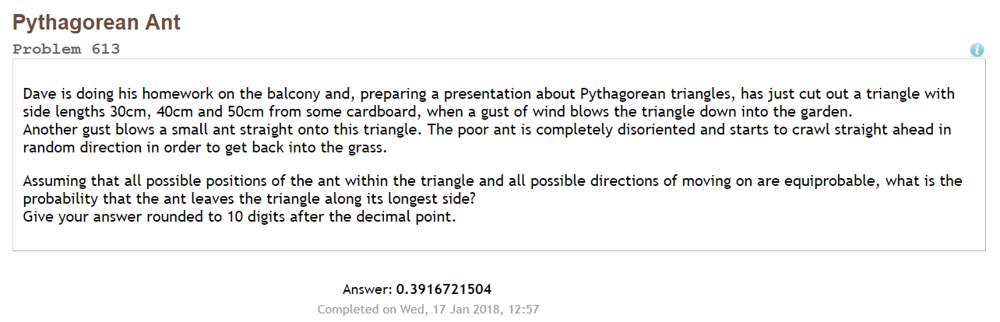 Pythagorean Ant
Problem 613
i
Dave is doing his homework on the balcony and, preparing a presentation about Pythagorean triangles, has just cut out a triangle with
side lengths 30cm, 40cm and 50cm from some cardboard, when a gust of wind blows the triangle down into the garden.
Another gust blows a small ant straight onto this triangle. The poor ant is completely disoriented and starts to crawl straight ahead in
random direction in order to get back into the grass.
Assuming that all possible positions of the ant within the triangle and all possible directions of moving on are equiprobable, what is the
probability that the ant leaves the triangle along its longest side?
Give your answer rounded to 10 digits after the decimal point.
Answer: 0.3916721504
Completed on Wed, 17 Jan 2018, 12:57